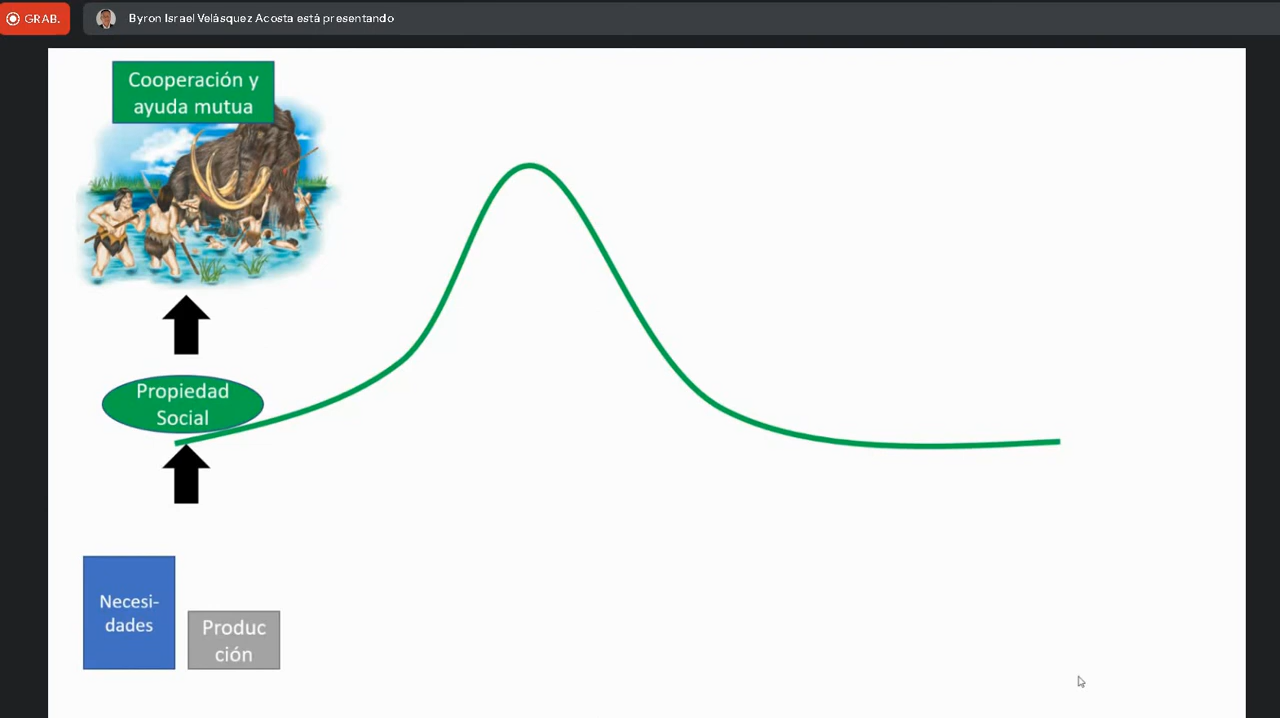 GRAB.
Byron Israel Velásquez Acosta está presentando
Cooperación y
ayuda mutua
Propiedad
Social
Necesi-
dades
Produc
ción